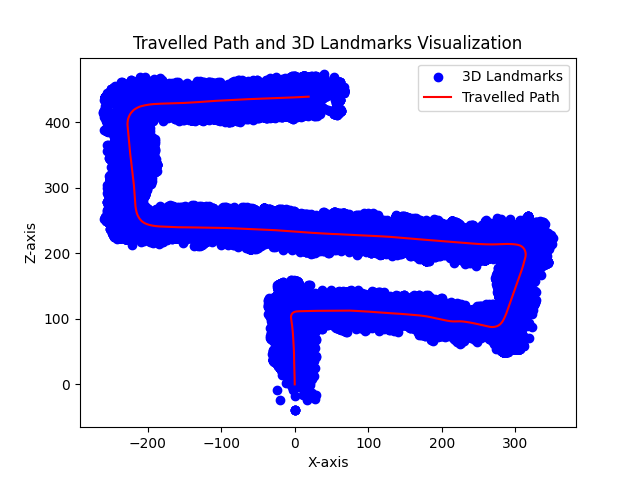 Travelled Path and 3D Landmarks Visualization
3D Landmarks
Travelled Path
400
300
200
100
0
Z-axis
−200
−100
0
100
200
300
X-axis